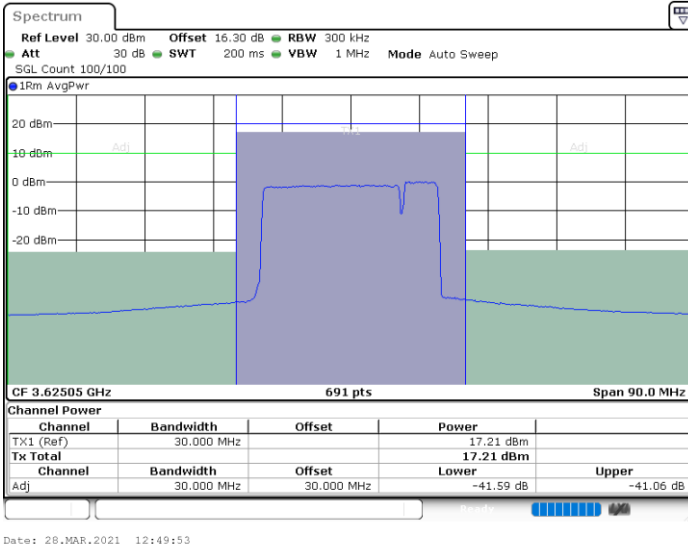 Spectrum
Ref Level 30.00 dBm Offset 16.30 dB RBW 300 kHz
Att 30 dB SWT 200 ms VBW 1 MHz Mode Auto Sweep
SGL Count 100/100
1Rm AvgPwr
20 dBm
TX1
10 dBm
Adj Adj
0 dBm
-10 dBm
-20 dBm
CF 3.62505 GHz 691 pts Span 90.0 MHz
Channel Power
Channel Bandwidth Offset Power
TX1 (Ref) 30.000 MHz 17.21 dBm
Tx Total 17.21 dBm
Channel Bandwidth Offset Lower Upper
Adj 30.000 MHz 30.000 MHz -41.59 dB -41.06 dB
Ready
Date: 28.MAR.2021 12:49:53